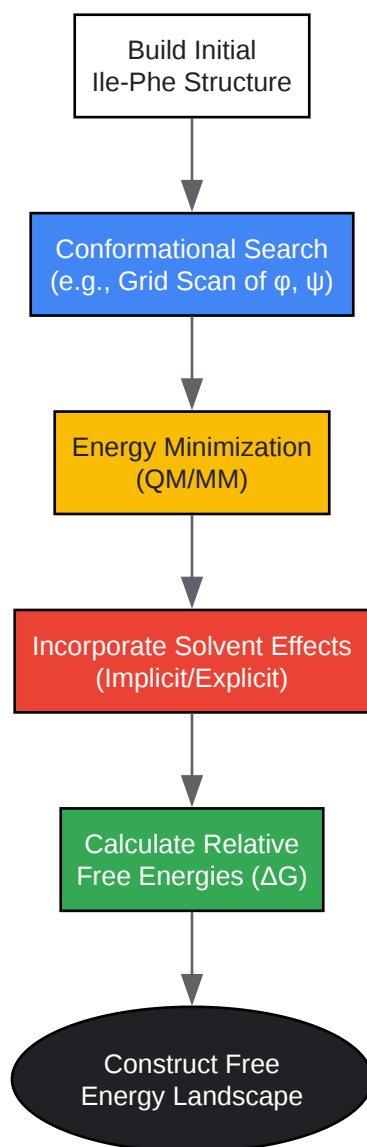 Build Initial
Ile-Phe Structure
Conformational Search
(e.g., Grid Scan of φ, ψ)
Energy Minimization
(QM/MM)
Incorporate Solvent Effects
(Implicit/Explicit)
Calculate Relative
Free Energies (ΔG)
Construct Free
Energy Landscape